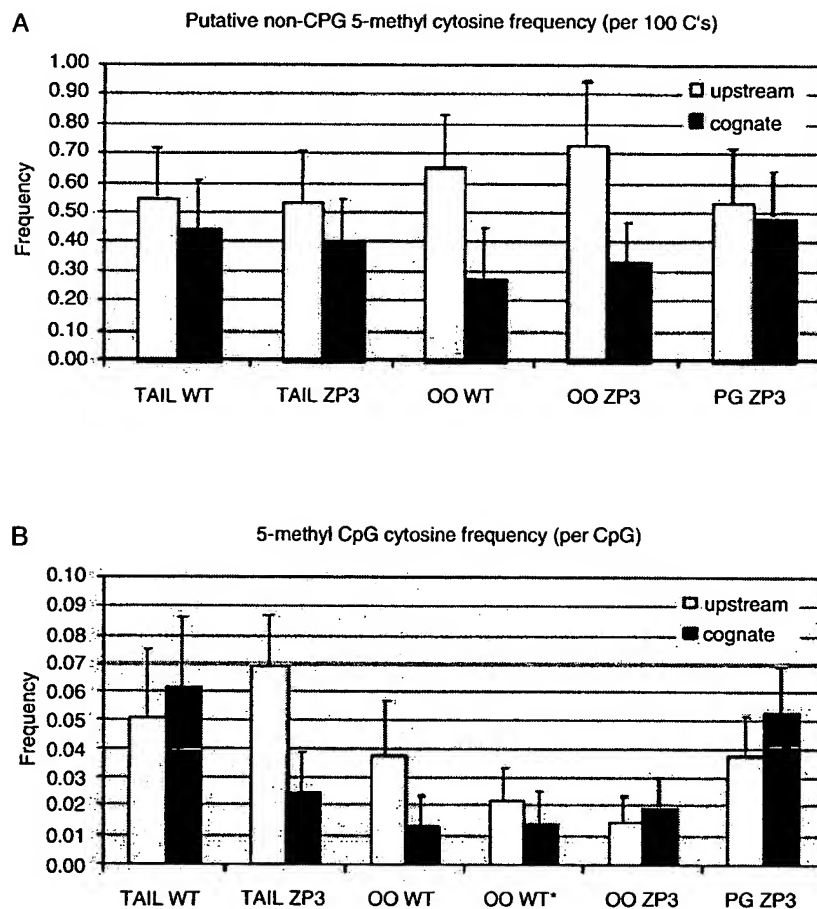 A
Putative non-CPG 5-methyl cytosine frequency (per 100 C's)
1.00
0.90
0.80
0.70
0.60
0.50
0.40
0.30
0.20
0.10
0.00
Frequency
upstream
cognate
TAIL WT
TAIL ZP3
OO WT
OO ZP3
PG ZP3
B
5-methyl CpG cytosine frequency (per CpG)
0.10
0.09
0.08
0.07
0.06
0.05
0.04
0.03
0.02
0.01
0.00
Frequency
upstream
cognate
TAIL WT
TAIL ZP3
OO WT
OO WT*
OO ZP3
PG ZP3